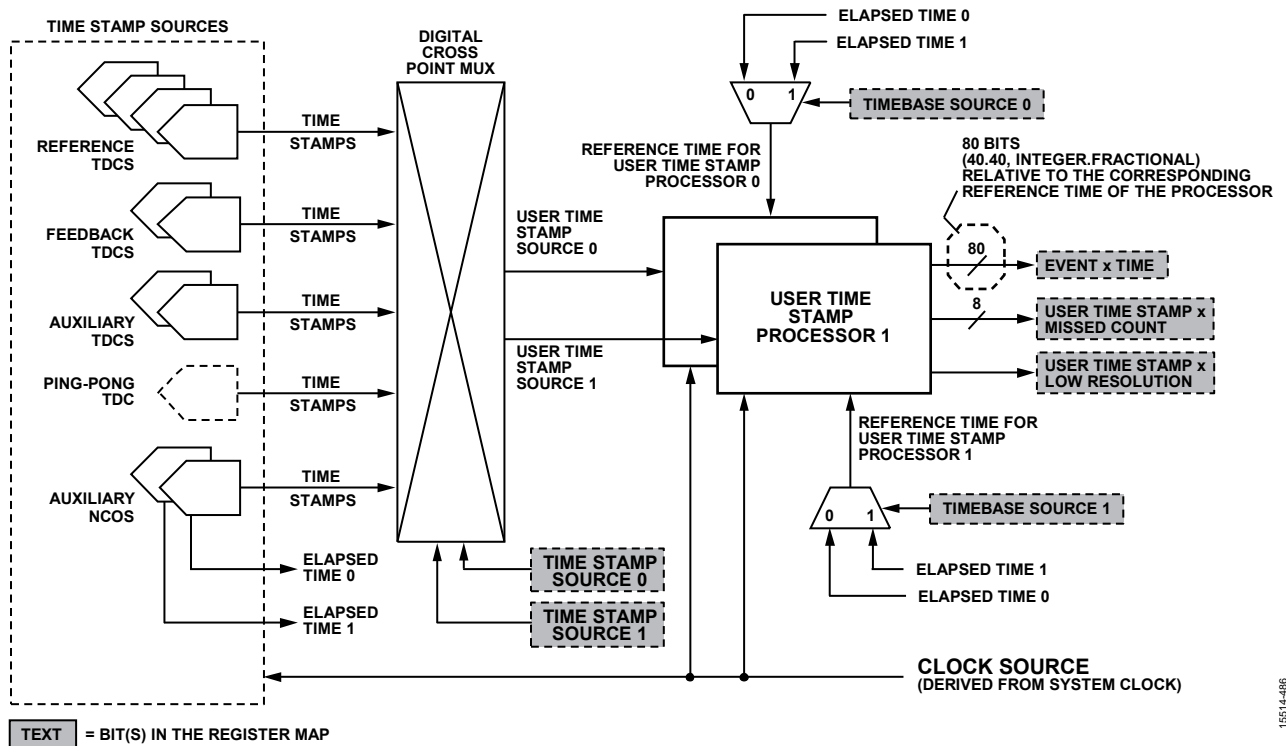 TIME STAMP SOURCES
REFERENCE
TDCS
FEEDBACK
TDCS
AUXILIARY
TDCS
PING-PONG
TDC
AUXILIARY
NCOS
TIME
STAMPS
TIME
STAMPS
TIME
STAMPS
TIME
STAMPS
TIME
STAMPS
ELAPSED
TIME 0
ELAPSED
TIME 1
DIGITAL
CROSS
POINT MUX
USER TIME
STAMP
SOURCE 0
USER TIME
STAMP
SOURCE 1
TIME STAMP
SOURCE 0
TIME STAMP
SOURCE 1
ELAPSED TIME 0
ELAPSED TIME 1
0 1
TIMEBASE SOURCE 0
REFERENCE TIME FOR
USER TIME STAMP
PROCESSOR 0
80 BITS
(40.40, INTEGER.FRACTIONAL)
RELATIVE TO THE CORRESPONDING
REFERENCE TIME OF THE PROCESSOR
USER TIME
STAMP
PROCESSOR 1
80
EVENT x TIME
8
USER TIME STAMP x
MISSED COUNT
USER TIME STAMP x
LOW RESOLUTION
REFERENCE TIME FOR
USER TIME STAMP
PROCESSOR 1
0 1
TIMEBASE SOURCE 1
ELAPSED TIME 1
ELAPSED TIME 0
CLOCK SOURCE
(DERIVED FROM SYSTEM CLOCK)
TEXT = BIT(S) IN THE REGISTER MAP
15514-486